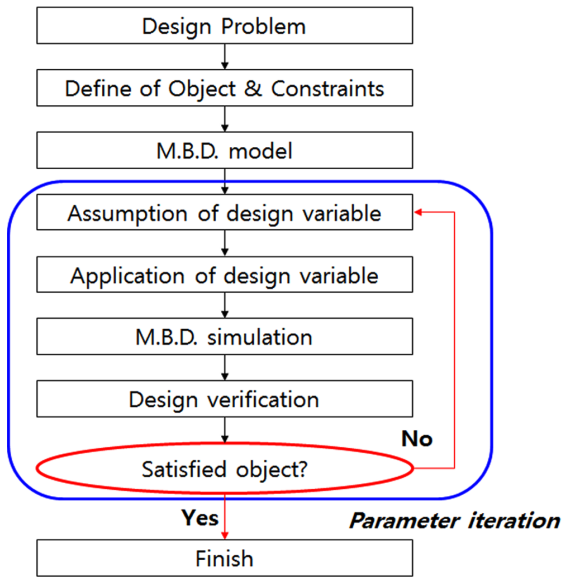 Design Problem
Define of Object & Constraints
M.B.D. model
Assumption of design variable
Application of design variable
M.B.D. simulation
Design verification
No
Satisfied object?
Yes
Parameter iteration
Finish